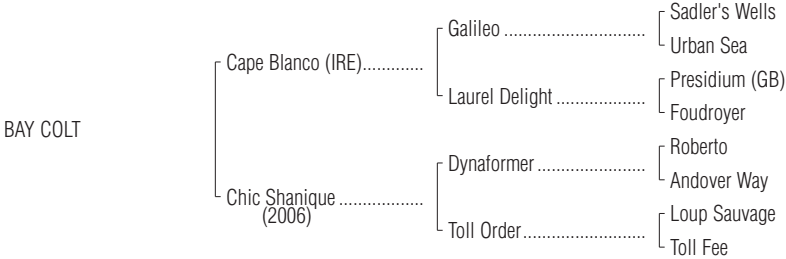 Sadler's Wells
Galileo ..............................
Urban Sea
Cape Blanco (IRE).............
Presidium (GB)
Laurel Delight ...................
Foudroyer
BAY COLT
Roberto
Dynaformer .......................
Andover Way
Chic Shanique ..................
(2006)
Loup Sauvage
Toll Order..........................
Toll Fee